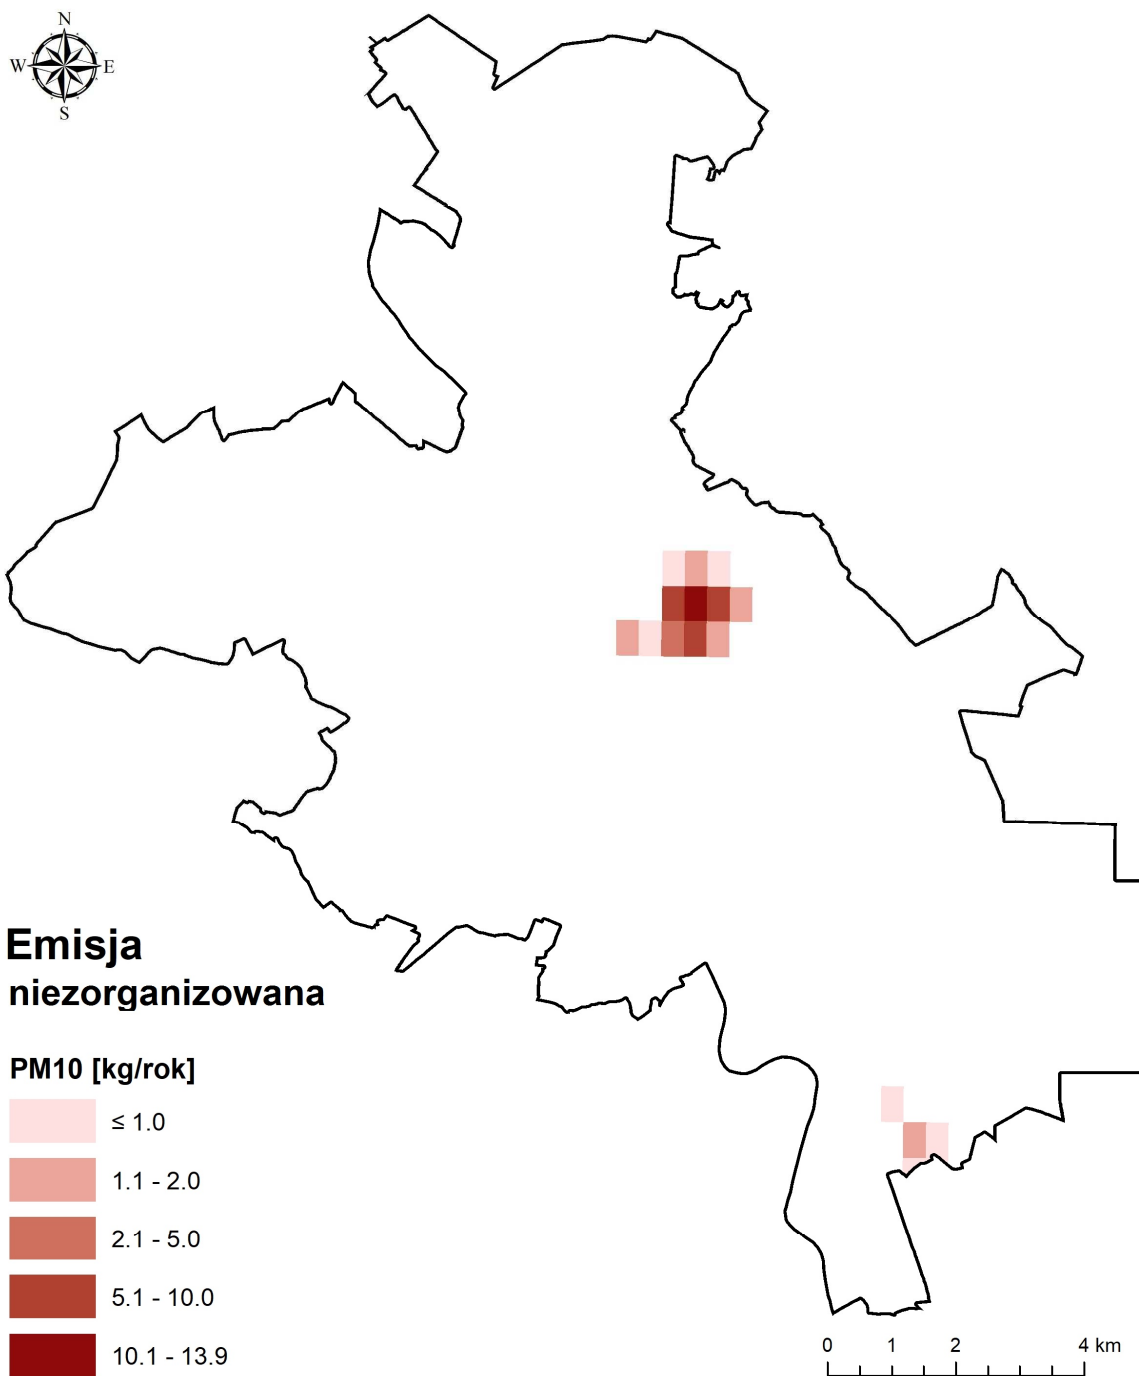 N
W E
S
Emisja
niezorganizowana
PM10 [kg/rok]
≤ 1.0
1.1 - 2.0
2.1 - 5.0
5.1 - 10.0
10.1 - 13.9
0 1 2 4 km